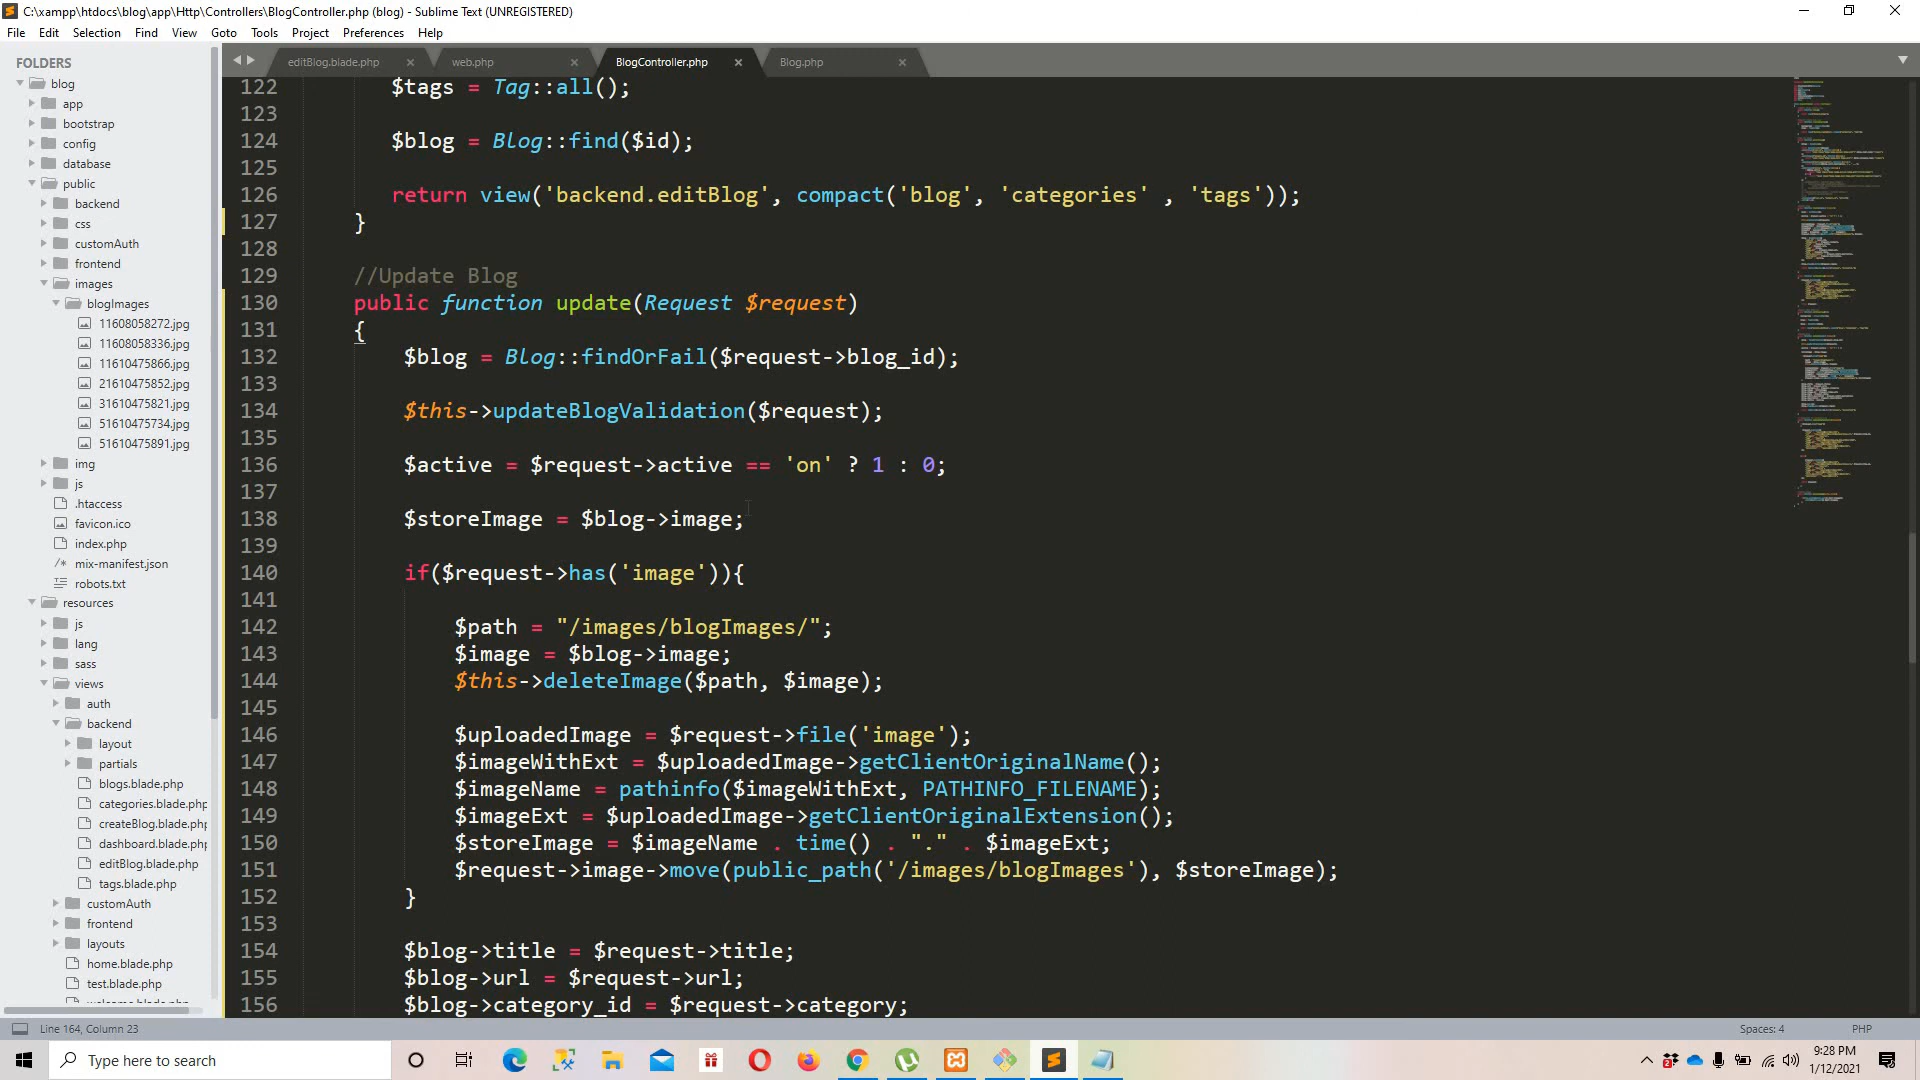 C:\xampp\htdocs\blog\app\Http\Controllers\BlogController.php (blog) - Sublime Text (UNREGISTERED)
File Edit Selection Find View Goto Tools Project Preferences Help
FOLDERS
blog
app
bootstrap
config
database
public
backend
css
customAuth
frontend
images
blogImages
11608058272.jpg
11608058336.jpg
11610475866.jpg
21610475852.jpg
31610475821.jpg
51610475734.jpg
51610475891.jpg
img
js
.htaccess
favicon.ico
index.php
mix-manifest.json
robots.txt
resources
js
lang
sass
views
auth
backend
layout
partials
blogs.blade.php
categories.blade.php
createBlog.blade.php
dashboard.blade.php
editBlog.blade.php
tags.blade.php
customAuth
frontend
layouts
home.blade.php
test.blade.php
editBlog.blade.php web.php BlogController.php Blog.php
122 $tags = Tag::all();
123
124 $blog = Blog::find($id);
125
126 return view('backend.editBlog', compact('blog', 'categories' , 'tags'));
127 }
128
129 //Update Blog
130 public function update(Request $request)
131 {
132 $blog = Blog::findOrFail($request->blog_id);
133
134 $this->updateBlogValidation($request);
135
136 $active = $request->active == 'on' ? 1 : 0;
137
138 $storeImage = $blog->image;
139
140 if($request->has('image')){
141
142 $path = "/images/blogImages/";
143 $image = $blog->image;
144 $this->deleteImage($path, $image);
145
146 $uploadedImage = $request->file('image');
147 $imageWithExt = $uploadedImage->getClientOriginalName();
148 $imageName = pathinfo($imageWithExt, PATHINFO_FILENAME);
149 $imageExt = $uploadedImage->getClientOriginalExtension();
150 $storeImage = $imageName . time() . "." . $imageExt;
151 $request->image->move(public_path('/images/blogImages'), $storeImage);
152 }
153
154 $blog->title = $request->title;
155 $blog->url = $request->url;
156 $blog->category_id = $request->category;
Line 164, Column 23 Spaces: 4 PHP
Type here to search
9:28 PM
1/12/2021